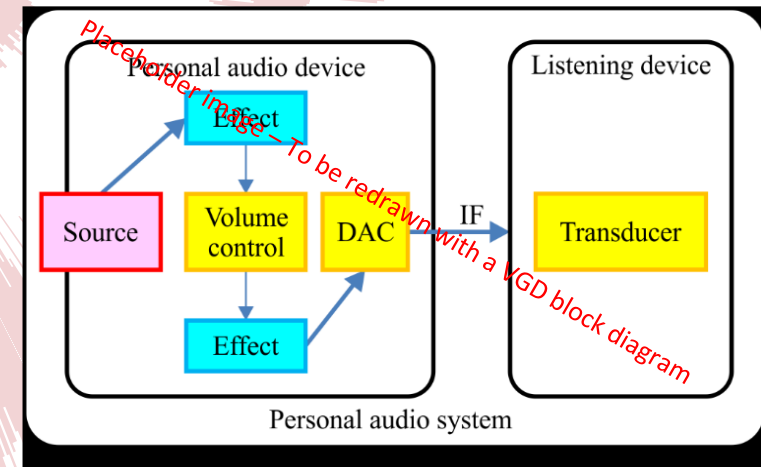 Personal audio device
Listening device
Effect
Source
Volume
control
DAC
IF
Transducer
Effect
Personal audio system
Placeholder image – To be redrawn with a VGD block diagram